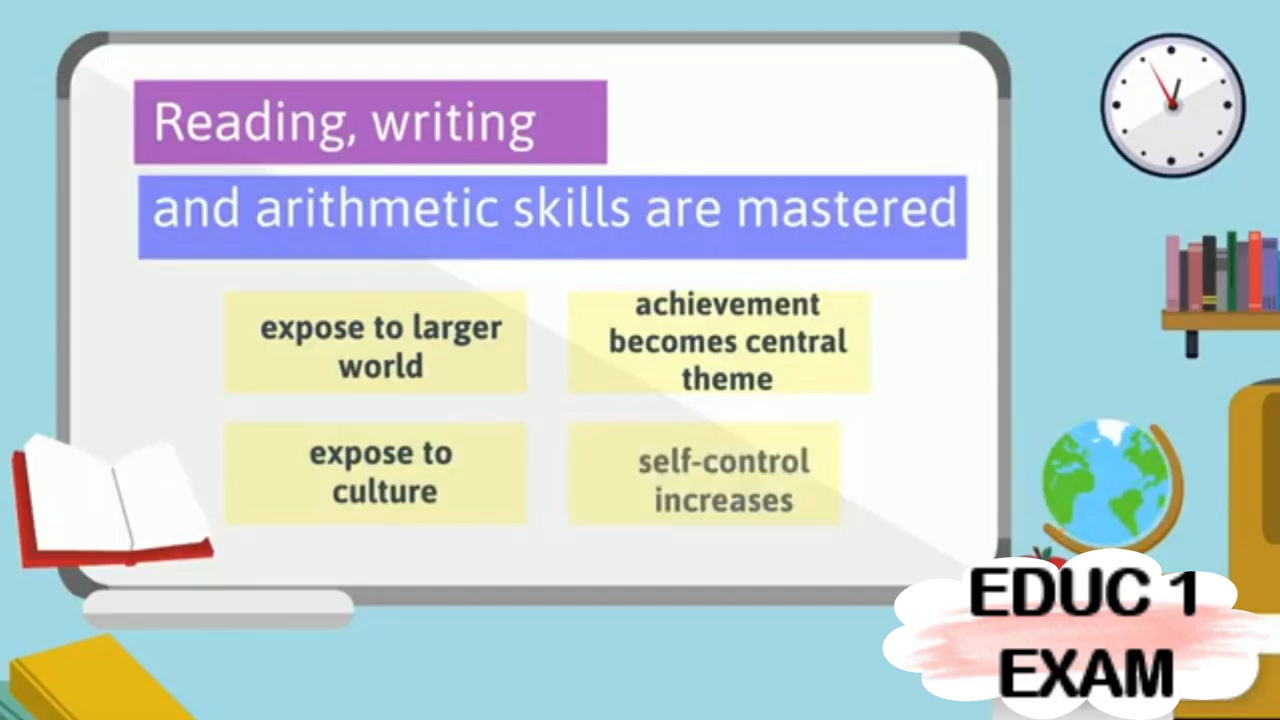 Reading, writing
and arithmetic skills are mastered
expose to larger
world
achievement
becomes central
theme
expose to
culture
self-control
increases
EDUC 1
EXAM